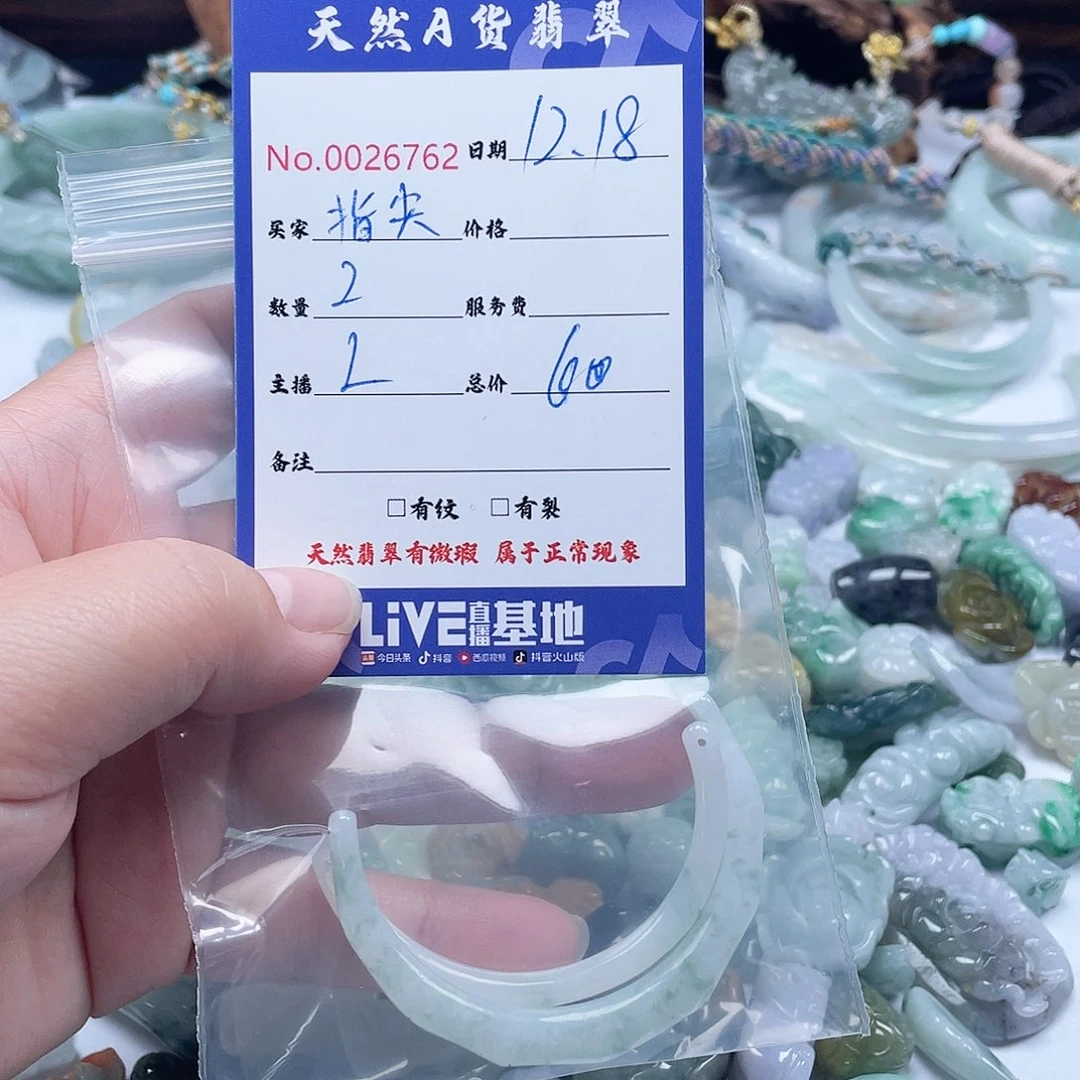 天然A货翡翠
No.0026762 日期 12.18
买家 指尖 价格
数量 2 服务费
主播 L 总价
备注
□有纹 □有裂
天然翡翠有微瑕 属于正常现象
LiVE直播基地
头条 今日头条 抖音 西瓜视频 抖音火山版